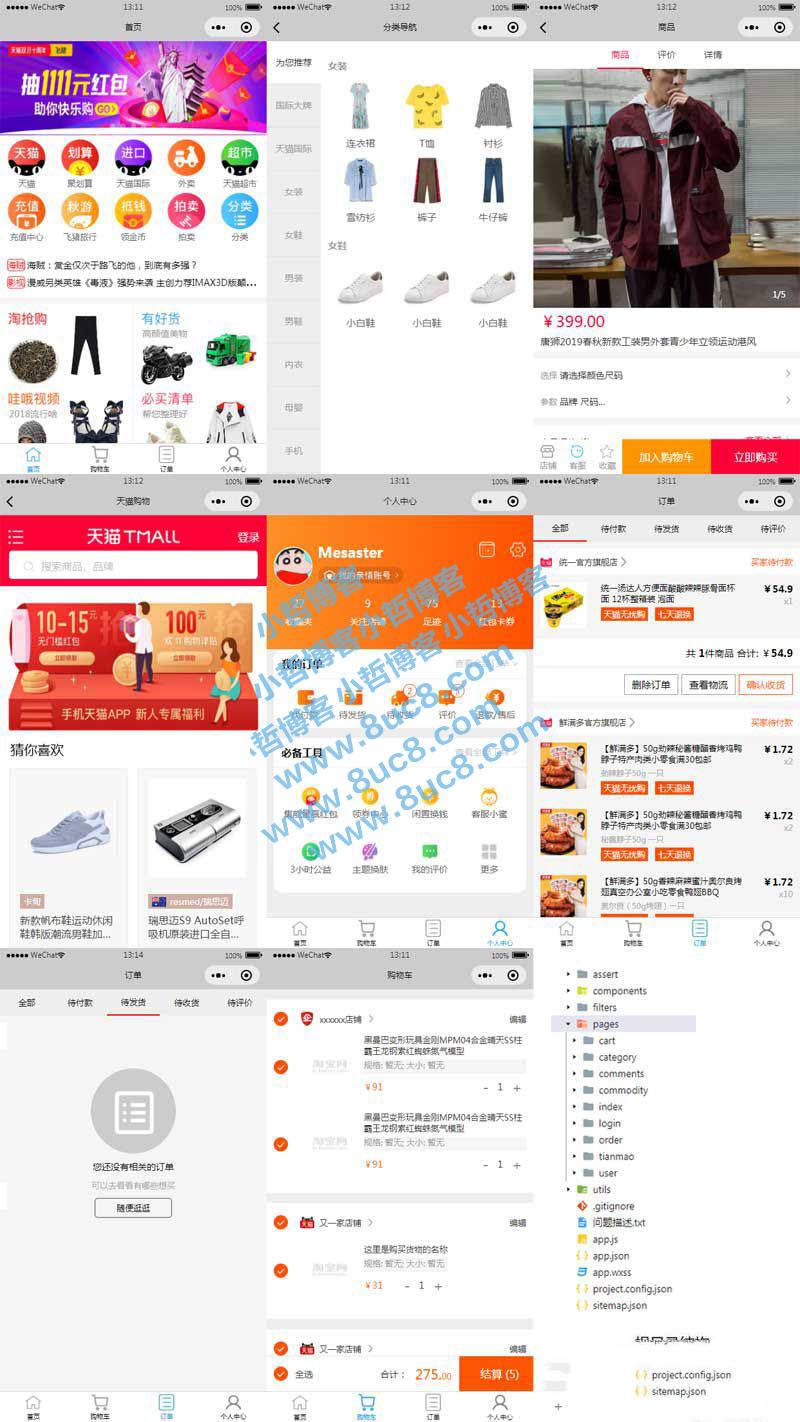 ●●●●● WeChat 13:11 100%
首页
天猫双十一十周年 飞猪
抽1111元红包
助你快乐购 GO
天猫 划算 进口 超市
天猫 聚划算 天猫国际 外卖 天猫超市
充值 秋游 抵钱 拍卖 分类
充值中心 飞猪旅行 领金币 拍卖 分类
海贼 海贼：赏金仅次于路飞的他，到底有多强？
影视 漫威另类英雄《毒液》强势来袭 主创力荐IMAX3D版颠...
淘抢购 有好货
高颜值美物
哇哦视频 必买清单
2018流行啥 帮您整理好
首页 购物车 订单 个人中心
●●●●● WeChat 13:12 100%
分类导航
为您推荐
国际大牌
天猫国际
女装
女鞋
男装
男鞋
内衣
母婴
手机
女装
连衣裙 T恤 衬衫
雪纺衫 裤子 牛仔裤
女鞋
小白鞋 小白鞋 小白鞋
●●●●● WeChat 13:12 100%
商品
商品 评价 详情
1/5
￥399.00
唐狮2019春秋新款工装男外套青少年立领运动港风
选择 请选择颜色尺码
参数 品牌 尺码...
店铺 客服 收藏 加入购物车 立即购买
●●●●● WeChat 13:12 100%
天猫购物
天猫TMALL 登录
搜索商品、品牌
10-15元 100元
无门槛红包 双11购物津贴
立即领取 立即领取
手机天猫APP 新人专属福利
猜你喜欢
卡甸
新款帆布鞋运动休闲
鞋韩版潮流男鞋加...
resmed/瑞思迈
瑞思迈S9 AutoSet呼
吸机原装进口全自...
●●●●● WeChat 13:11 100%
个人中心
Mesaster
我的亲情账号
27 9 75 13
收藏夹 关注店铺 足迹 红包卡券
我的订单 查看全部订单
待付款 待发货 待收货 评价 退款/售后
必备工具 查看全部工具
集能量赢红包 领券中心 闲置换钱 客服小蜜
3小时公益 主题换肤 我的评价 更多
首页 购物车 订单 个人中心
小哲博客小哲博客 小哲博客
www.8uc8.com
●●●●● WeChat 13:11 100%
订单
全部 待付款 待发货 待收货 待评价
统一官方旗舰店 买家待付款
统一汤达人方便面酸酸辣辣豚骨面杯
面 12杯整箱装 泡面
￥54.9
x1
天猫无忧购 七天退换
共 1件商品 合计: ￥54.9
删除订单 查看物流 确认收货
鲜满多官方旗舰店 买家待付款
【鲜满多】50g劲辣秘酱糖醋香烤鸡鸭
脖子特产肉类小零食满30包邮
劲辣脖子50g 一只
￥1.72
x2
天猫无忧购 七天退换
【鲜满多】50g劲辣秘酱糖醋香烤鸡鸭
脖子特产肉类小零食满30包邮
秘酱脖子50g 一只
￥1.72
x1
天猫无忧购 七天退换
【鲜满多】50g香辣麻辣蜜汁奥尔良烤
翅真空办公室小吃零食鸭翅BBQ
奥尔良（50g烤翅）一只
￥1.72
x10
天猫无忧购 七天退换
首页 购物车 订单 个人中心
●●●●● WeChat 13:14 100%
订单
全部 待付款 待发货 待收货 待评价
您还没有相关的订单
可以去看看有哪些想买
随便逛逛
首页 购物车 订单 个人中心
●●●●● WeChat 13:11 100%
购物车
xxxxxx店铺 编辑
黑曼巴变形玩具金刚MPM04合金晴天SS柱
霸王龙钢索红蜘蛛氮气模型
规格: 暂无; 大小: 暂无
￥91 - 1 +
黑曼巴变形玩具金刚MPM04合金晴天SS柱
霸王龙钢索红蜘蛛氮气模型
规格: 暂无; 大小: 暂无
￥91 - 1 +
又一家店铺 编辑
这里是购买货物的名称
规格: 暂无; 大小: 暂无
￥31 - 1 +
又一家店铺 编辑
全选 合计： 275.00 结算 (5)
首页 购物车 订单 个人中心
assert
components
filters
pages
cart
category
comments
commodity
index
login
order
tianmao
user
utils
.gitignore
问题描述.txt
app.js
app.json
app.wxss
project.config.json
sitemap.json
project.config.json
sitemap.json